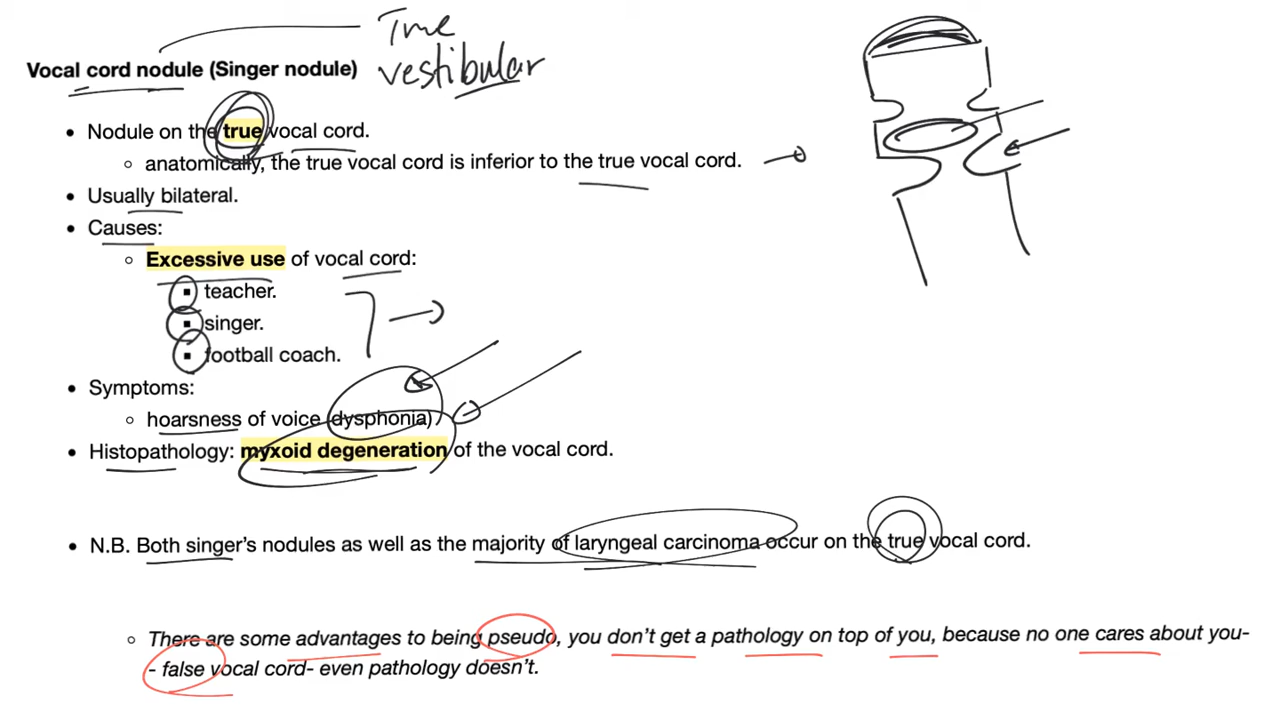 True
vestibular
Vocal cord nodule (Singer nodule)
• Nodule on the true vocal cord.
○ anatomically, the true vocal cord is inferior to the true vocal cord.
• Usually bilateral.
• Causes:
○ Excessive use of vocal cord:
▪ teacher.
▪ singer.
▪ football coach.
• Symptoms:
○ hoarsness of voice (dysphonia)
• Histopathology: myxoid degeneration of the vocal cord.
• N.B. Both singer's nodules as well as the majority of laryngeal carcinoma occur on the true vocal cord.
○ There are some advantages to being pseudo, you don't get a pathology on top of you, because no one cares about you-
- false vocal cord- even pathology doesn't.